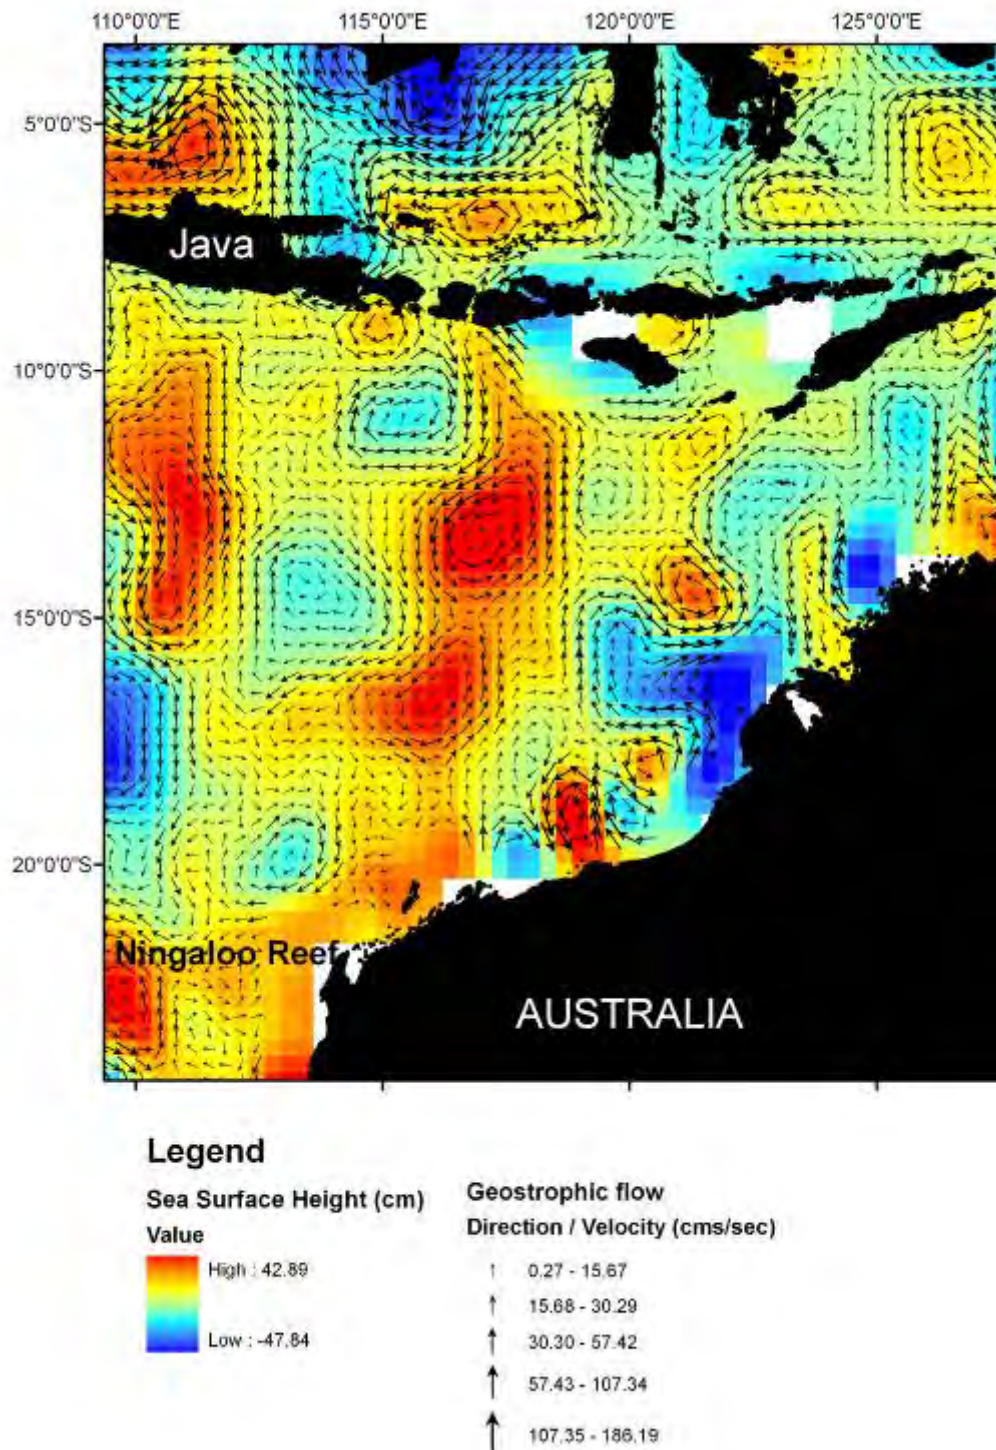 110°0'0"E 115°0'0"E 120°0'0"E 125°0'0"E
5°0'0"S
Java
10°0'0"S
15°0'0"S
20°0'0"S
Ningaloo Reef
AUSTRALIA
Legend
Sea Surface Height (cm)
Value
High : 42.89
Low : -47.84
Geostrophic flow
Direction / Velocity (cms/sec)
0.27 - 15.67
15.68 - 30.29
30.30 - 57.42
57.43 - 107.34
107.35 - 186.19